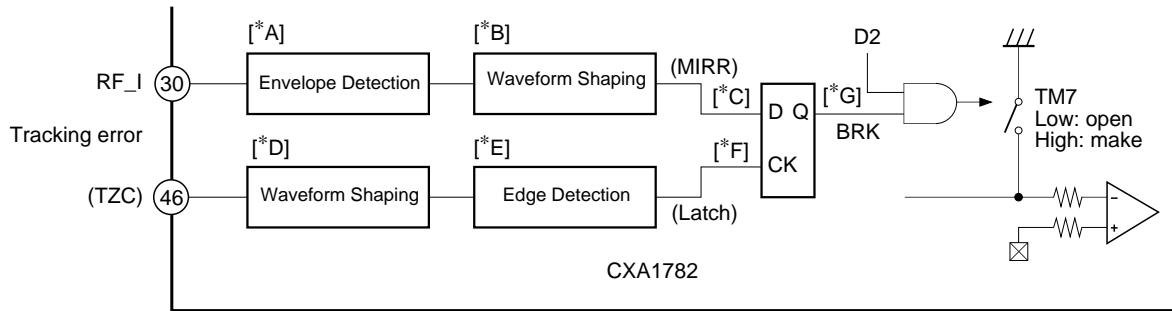 [*A]
[*B]
D2
RF_I
30
Envelope Detection
Waveform Shaping
(MIRR)
[*C]
D Q
[*G]
BRK
TM7
Low: open
High: make
Tracking error
[*D]
[*E]
[*F]
CK
(TZC)
46
Waveform Shaping
Edge Detection
(Latch)
−
+
CXA1782